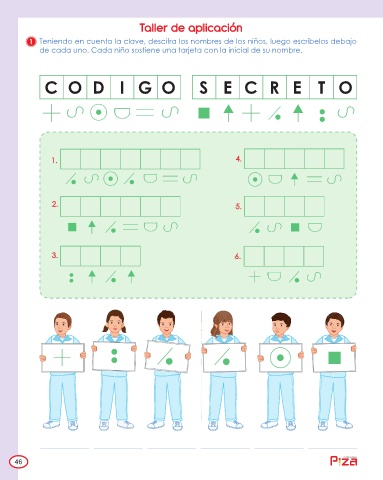 Taller de aplicación
1 Teniendo en cuenta la clave, descifra los nombres de los niños, luego escríbelos debajo
de cada uno. Cada niño sostiene una tarjeta con la inicial de su nombre.
CODIGO SECRETO
1.
4.
2.
5.
3.
6.
46
Piza